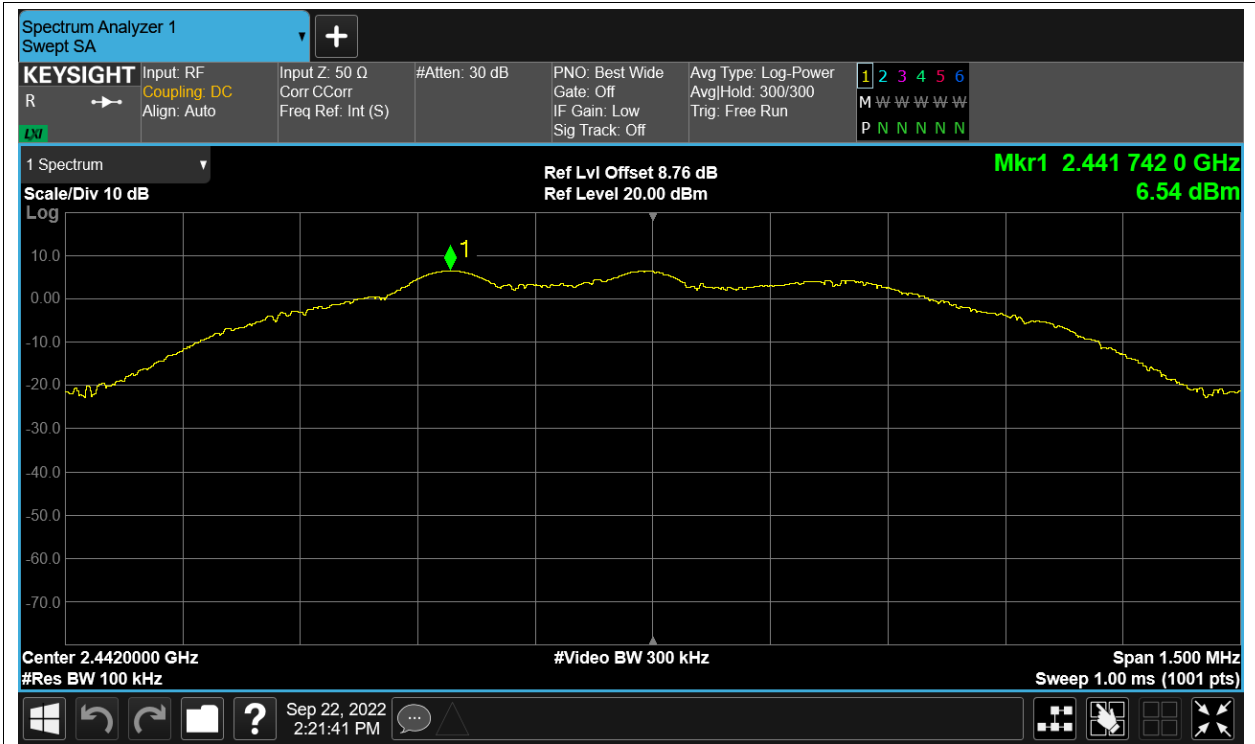 Spectrum Analyzer 1
Swept SA
KEYSIGHT
R
LXI
Input: RF
Coupling: DC
Align: Auto
Input Z: 50 Ω
Corr CCorr
Freq Ref: Int (S)
#Atten: 30 dB
PNO: Best Wide
Gate: Off
IF Gain: Low
Sig Track: Off
Avg Type: Log-Power
Avg|Hold: 300/300
Trig: Free Run
1 2 3 4 5 6
M W W W W W
P N N N N N
1 Spectrum
Scale/Div 10 dB
Log
Ref Lvl Offset 8.76 dB
Ref Level 20.00 dBm
Mkr1 2.441 742 0 GHz
6.54 dBm
1
10.0
0.00
-10.0
-20.0
-30.0
-40.0
-50.0
-60.0
-70.0
Center 2.4420000 GHz
#Video BW 300 kHz
Span 1.500 MHz
#Res BW 100 kHz
Sweep 1.00 ms (1001 pts)
?
Sep 22, 2022
2:21:41 PM